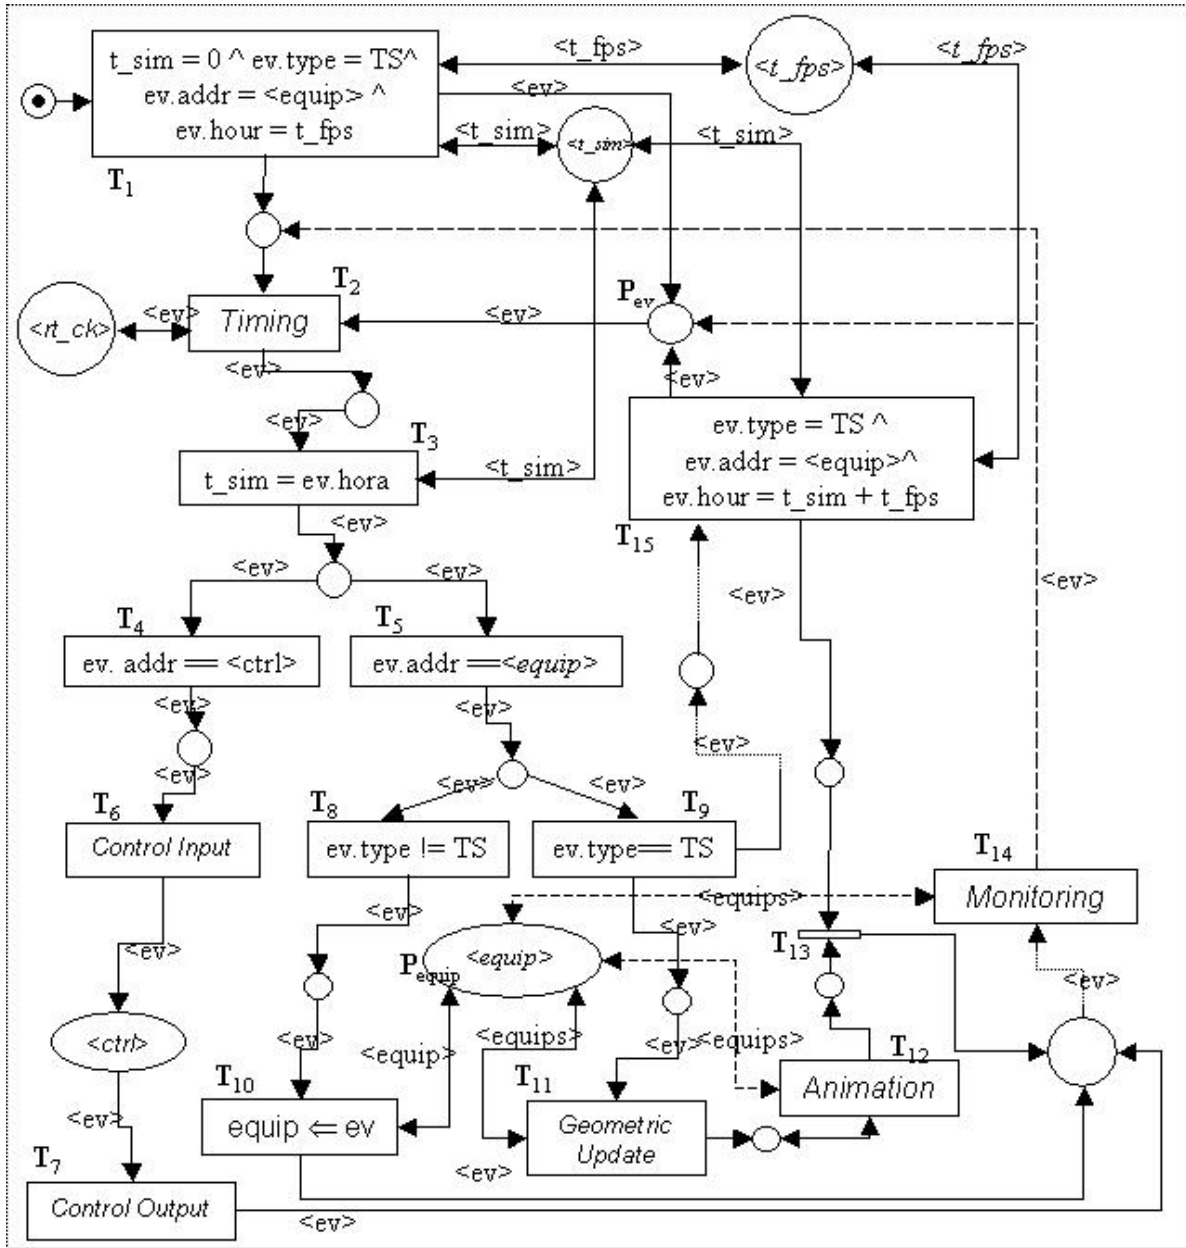 t_sim = 0 ^ ev.type = TS^
ev.addr = <equip> ^
ev.hour = t_fps
T1
<t_fps>
<t_fps>
<t_fps>
<ev>
<t_sim>
<t_sim>
<t_sim>
T2
Timing
<rt_ck>
<ev>
<ev>
Pev
<ev>
<ev>
<ev>
T3
t_sim = ev.hora
<t_sim>
ev.type = TS ^
ev.addr = <equip>^
ev.hour = t_sim + t_fps
T15
<ev>
<ev>
<ev>
<ev>
<ev>
T4
ev. addr == <ctrl>
T5
ev.addr ==<equip>
<ev>
<ev>
<ev>
<ev>
<ev>
<ev>
T6
Control Input
T8
ev.type != TS
T9
ev.type== TS
T14
Monitoring
<equips>
<ev>
<ev>
<ev>
Pequip
<equip>
T13
<ev>
<ctrl>
<ev>
<equip>
<equips>
<ev>
<equips>
T10
equip ⇐ ev
T11
Geometric
Update
T12
Animation
<ev>
<ev>
T7
Control Output
<ev>